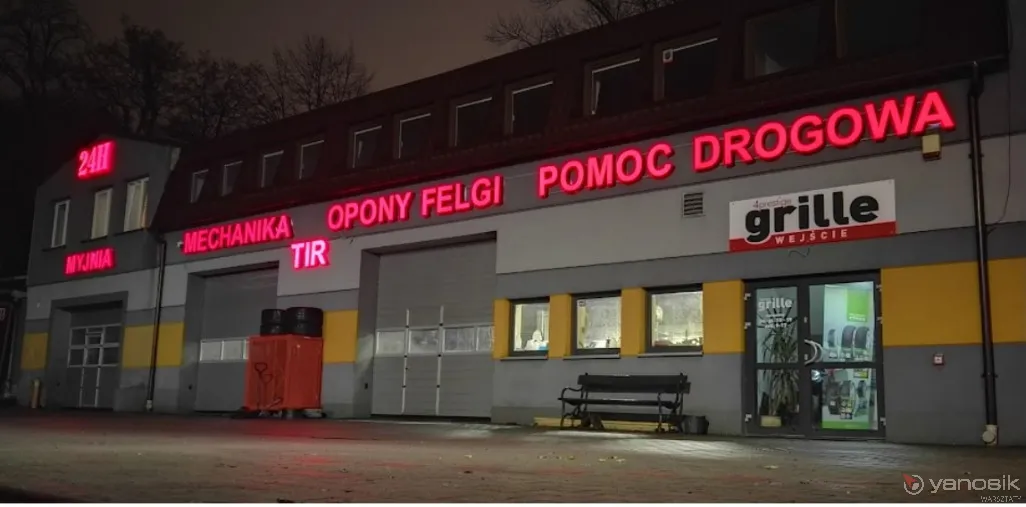 24H
MYJNIA
MECHANIKA
TIR
OPONY FELGI
POMOC DROGOWA
4prestige
grille
WEJŚCIE
grille
yanosik
WARSZTATY